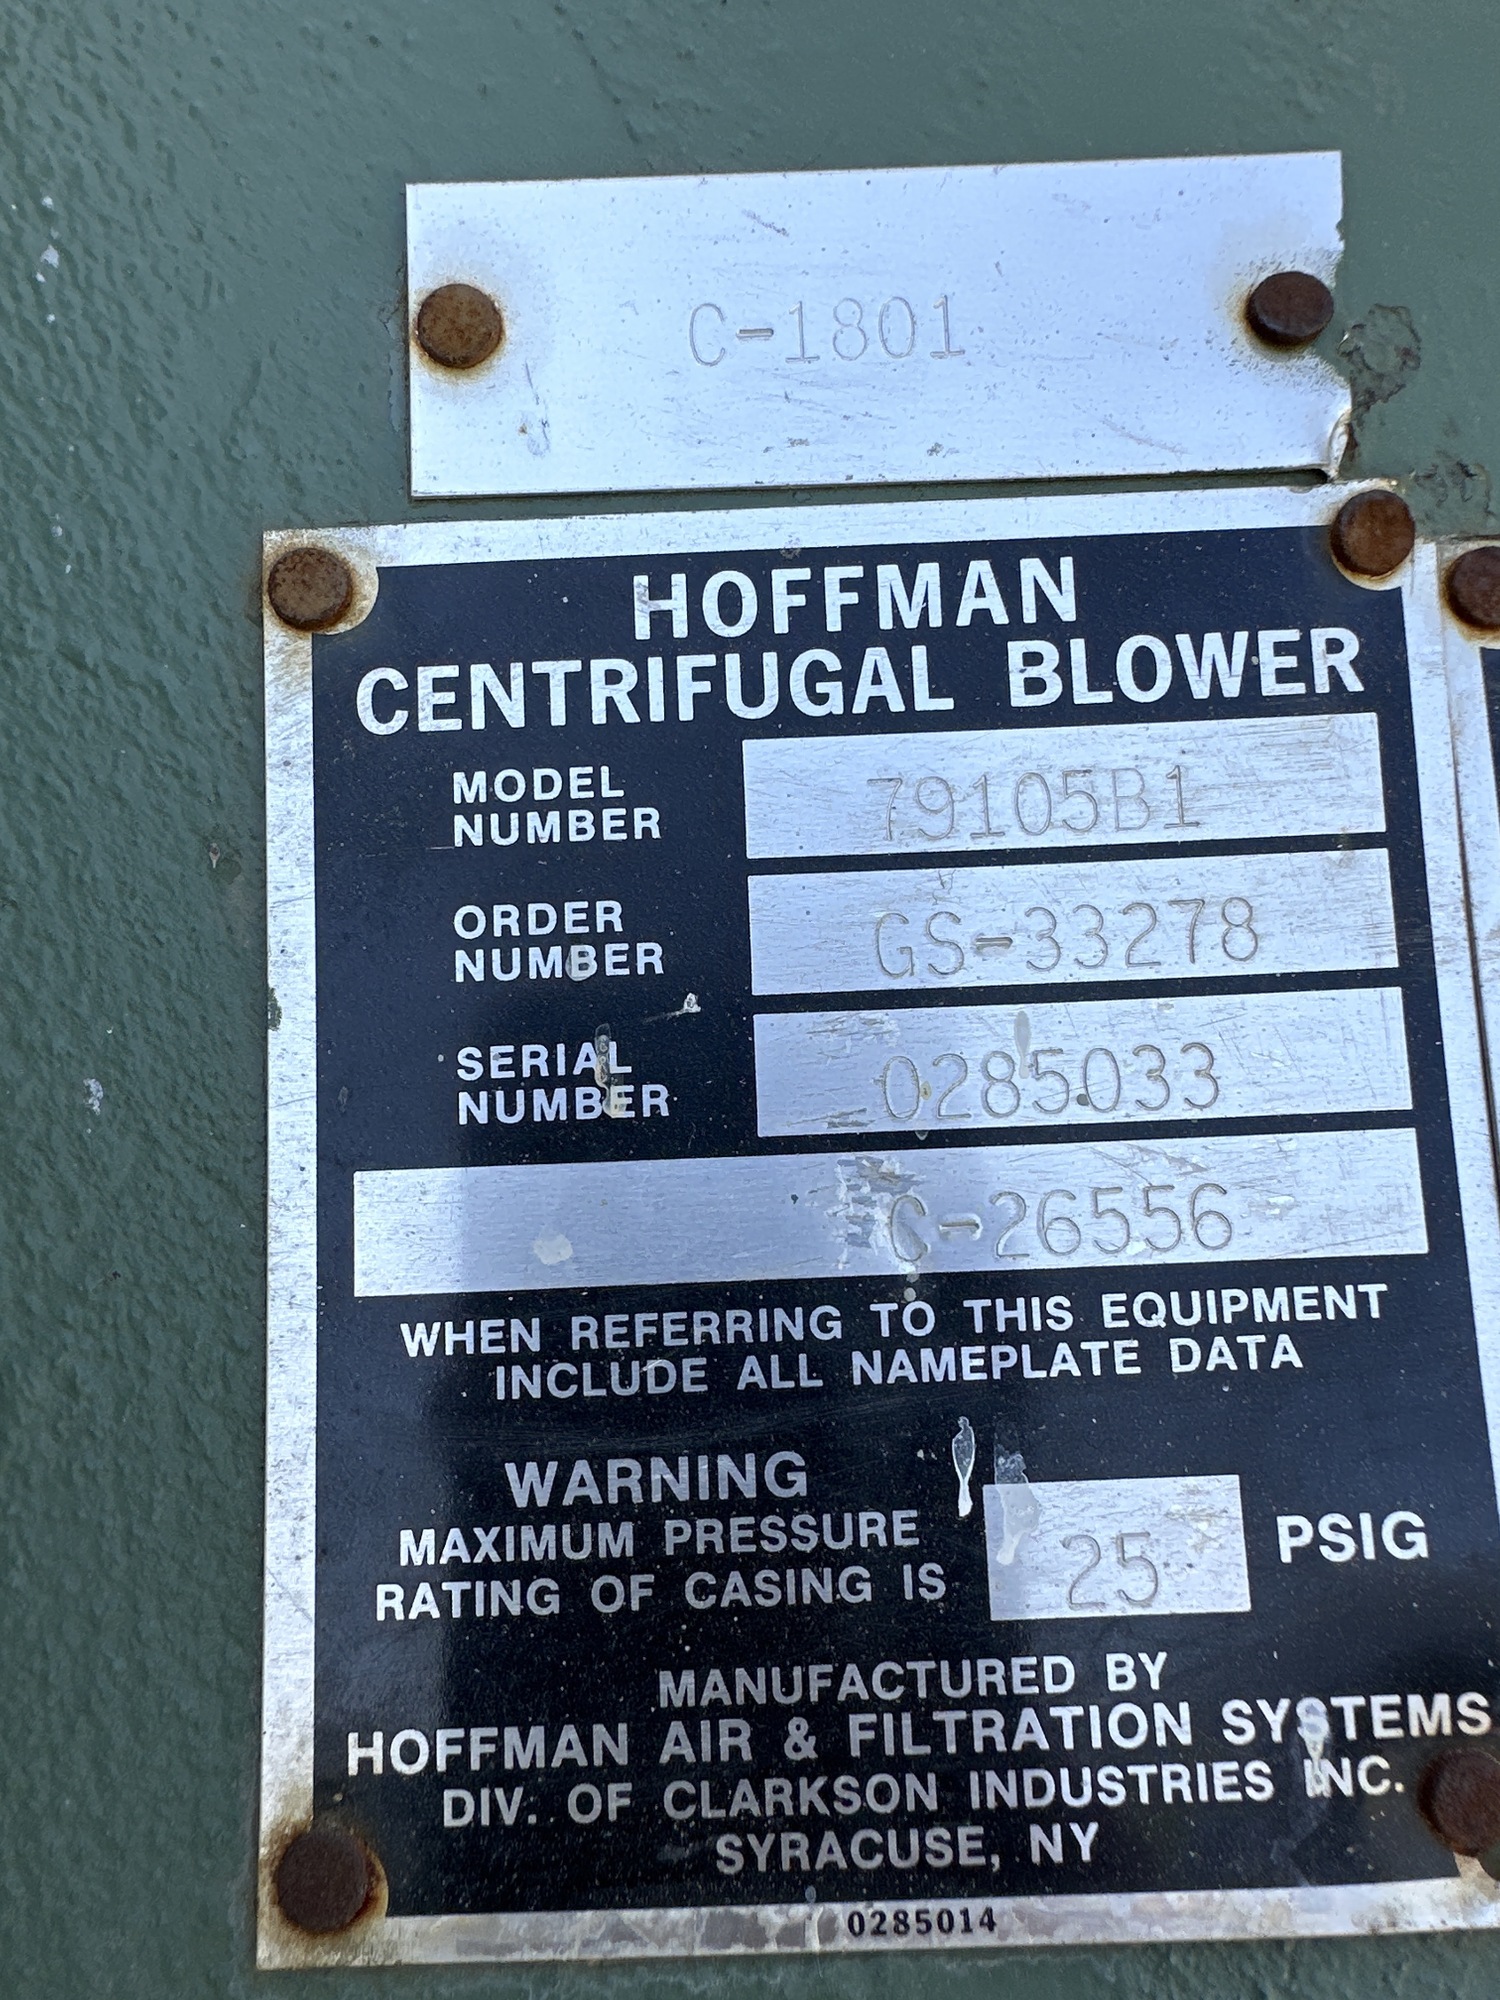 C-1801
HOFFMAN
CENTRIFUGAL BLOWER
MODEL
NUMBER
79105B1
ORDER
NUMBER
GS-33278
SERIAL
NUMBER
0285033
C-26556
WHEN REFERRING TO THIS EQUIPMENT
INCLUDE ALL NAMEPLATE DATA
WARNING
MAXIMUM PRESSURE
RATING OF CASING IS 25 PSIG
MANUFACTURED BY
HOFFMAN AIR & FILTRATION SYSTEMS
DIV. OF CLARKSON INDUSTRIES INC.
SYRACUSE, NY
0285014